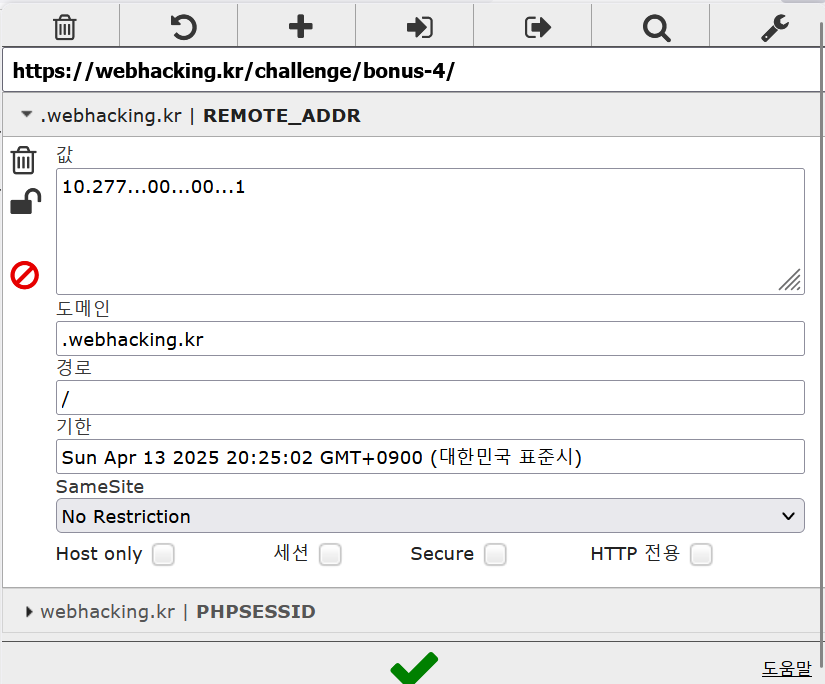 https://webhacking.kr/challenge/bonus-4/
.webhacking.kr | REMOTE_ADDR
값
10.277...00...00...1
도메인
.webhacking.kr
경로
/
기한
Sun Apr 13 2025 20:25:02 GMT+0900 (대한민국 표준시)
SameSite
No Restriction
Host only 세션 Secure HTTP 전용
webhacking.kr | PHPSESSID
도움말